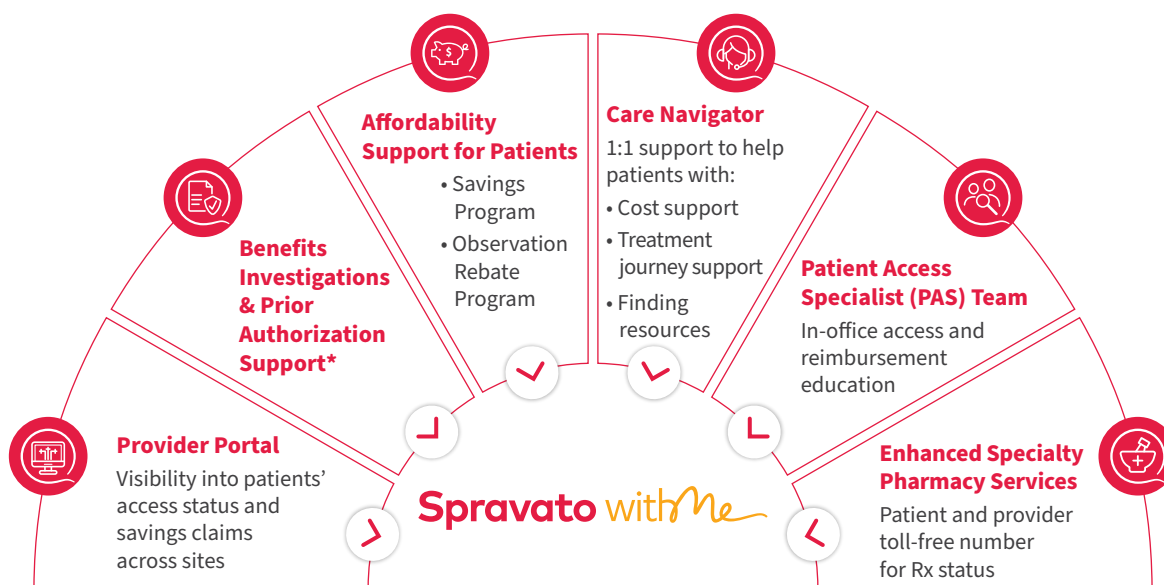 Provider Portal
Visibility into patients’
access status and
savings claims
across sites
Benefits
Investigations
& Prior
Authorization
Support*
$
Affordability
Support for Patients
• Savings
Program
• Observation
Rebate
Program
Care Navigator
1:1 support to help
patients with:
• Cost support
• Treatment
journey support
• Finding
resources
Patient Access
Specialist (PAS) Team
In-office access and
reimbursement
education
Enhanced Specialty
Pharmacy Services
Patient and provider
toll-free number
for Rx status
Spravato withMe